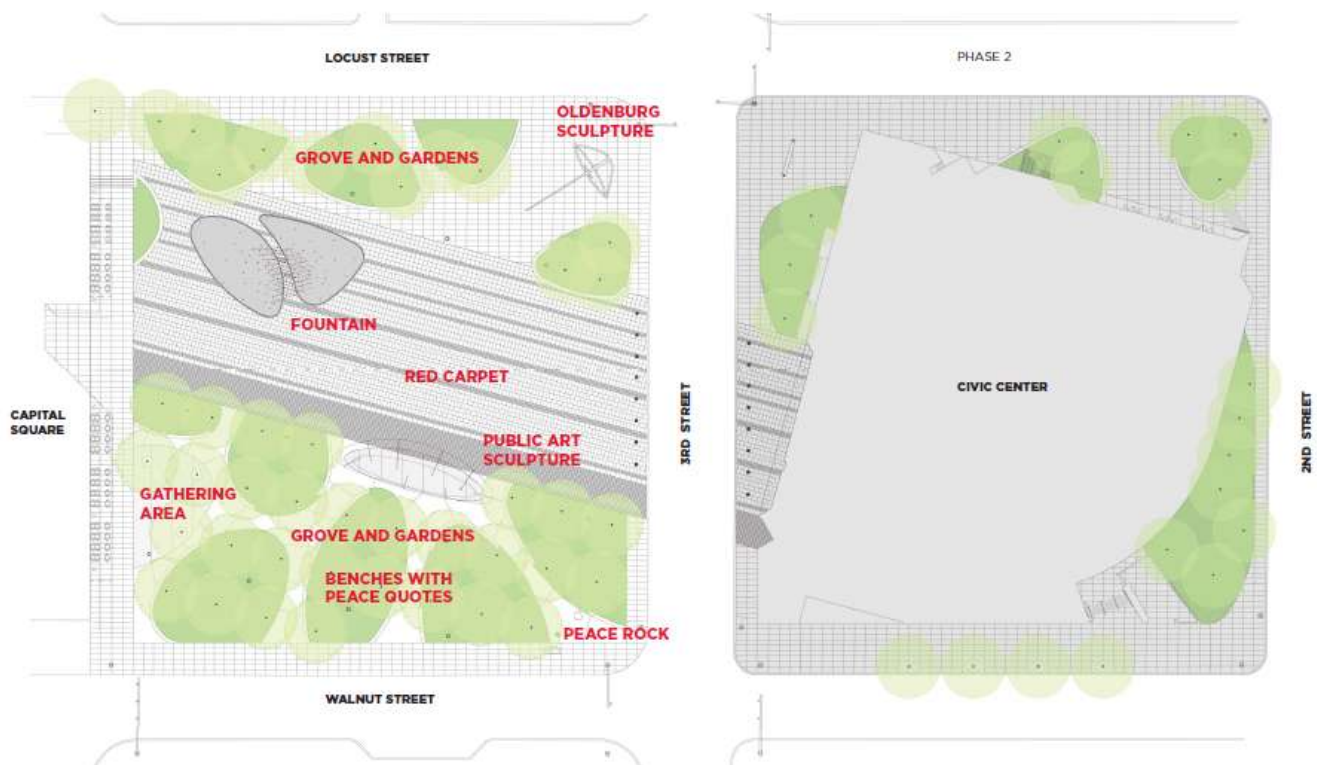 LOCUST STREET
PHASE 2
OLDENBURG
SCULPTURE
GROVE AND GARDENS
FOUNTAIN
RED CARPET
CIVIC CENTER
CAPITAL
SQUARE
3RD STREET
2ND STREET
PUBLIC ART
SCULPTURE
GATHERING
AREA
GROVE AND GARDENS
BENCHES WITH
PEACE QUOTES
PEACE ROCK
WALNUT STREET